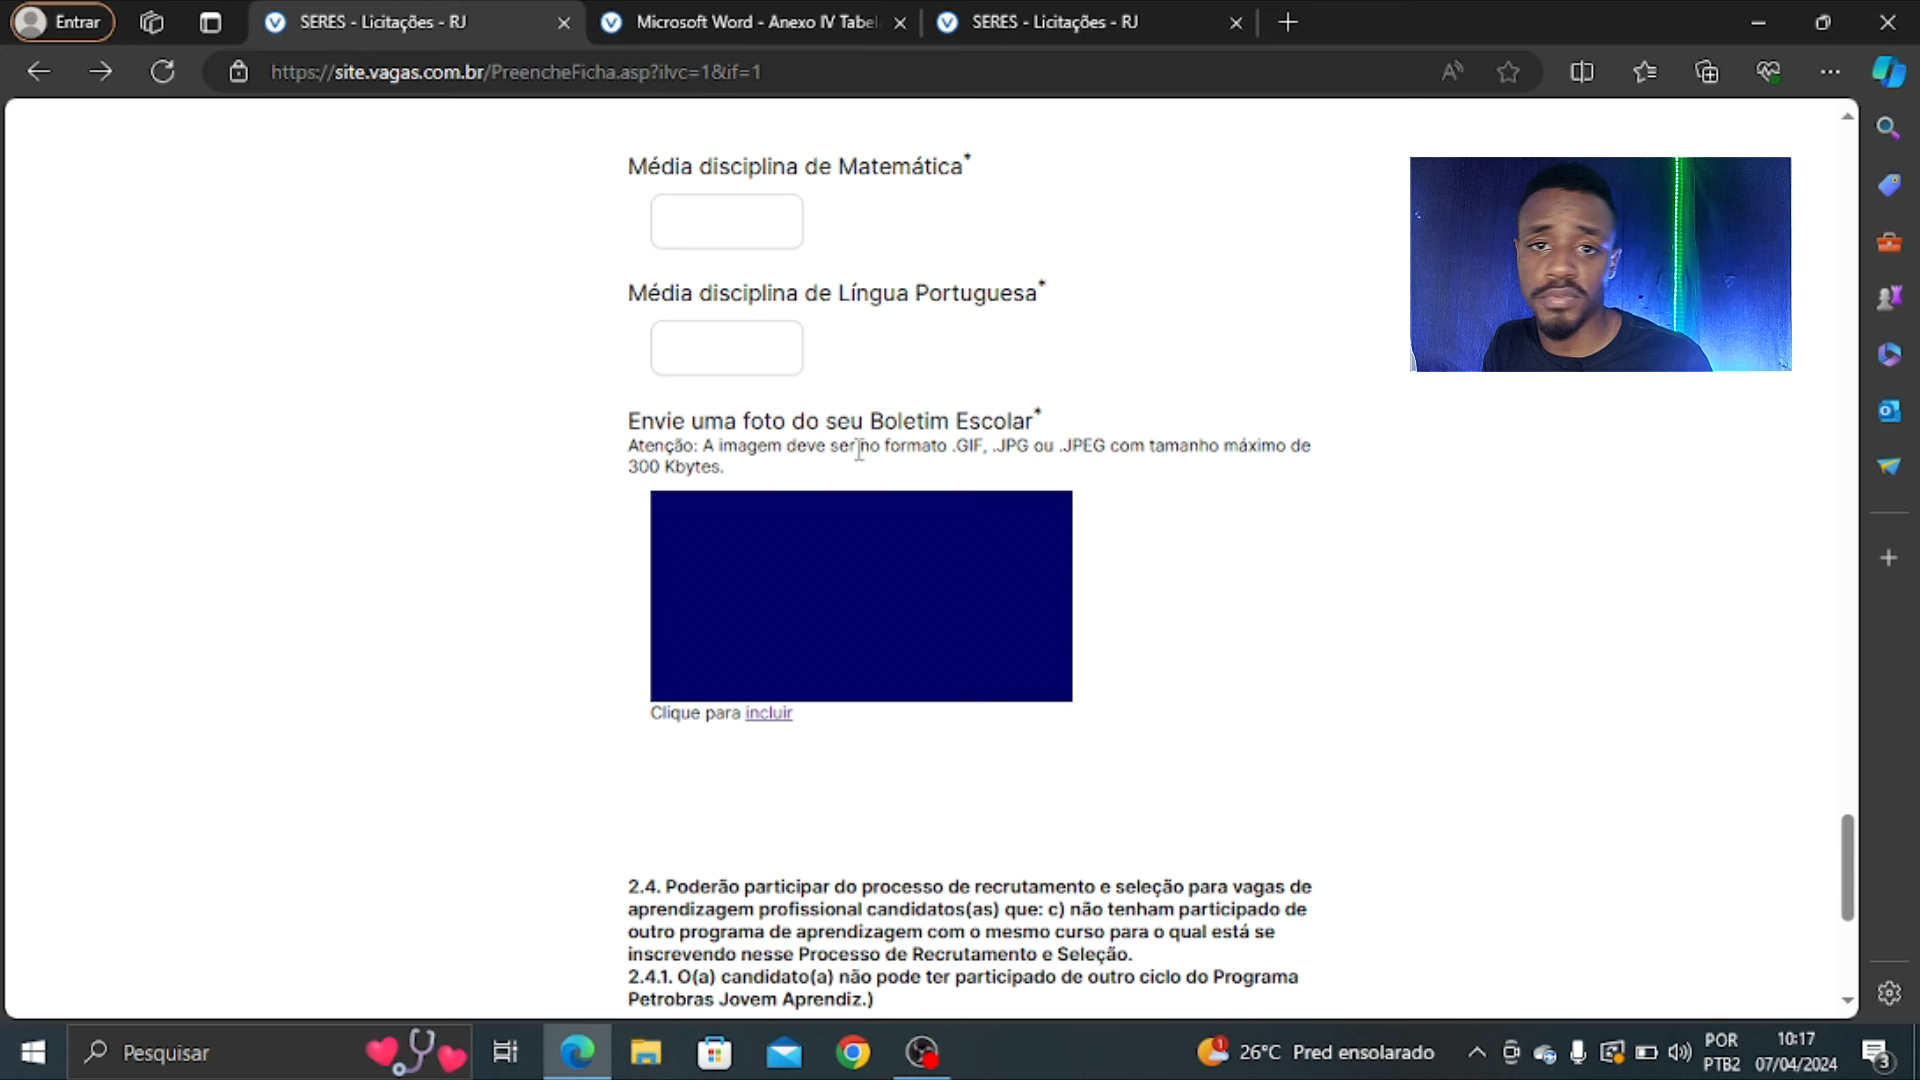 Entrar
SERES - Licitações - RJ
Microsoft Word - Anexo IV Tabel
SERES - Licitações - RJ
https://site.vagas.com.br/PreencheFicha.asp?ilvc=1&if=1
Média disciplina de Matemática*
Média disciplina de Língua Portuguesa*
Envie uma foto do seu Boletim Escolar*
Atenção: A imagem deve ser no formato .GIF, .JPG ou .JPEG com tamanho máximo de
300 Kbytes.
Clique para incluir
2.4. Poderão participar do processo de recrutamento e seleção para vagas de
aprendizagem profissional candidatos(as) que: c) não tenham participado de
outro programa de aprendizagem com o mesmo curso para o qual está se
inscrevendo nesse Processo de Recrutamento e Seleção.
2.4.1. O(a) candidato(a) não pode ter participado de outro ciclo do Programa
Petrobras Jovem Aprendiz.)
Pesquisar
1
26°C Pred ensolarado
POR
PTB2
10:17
07/04/2024
3